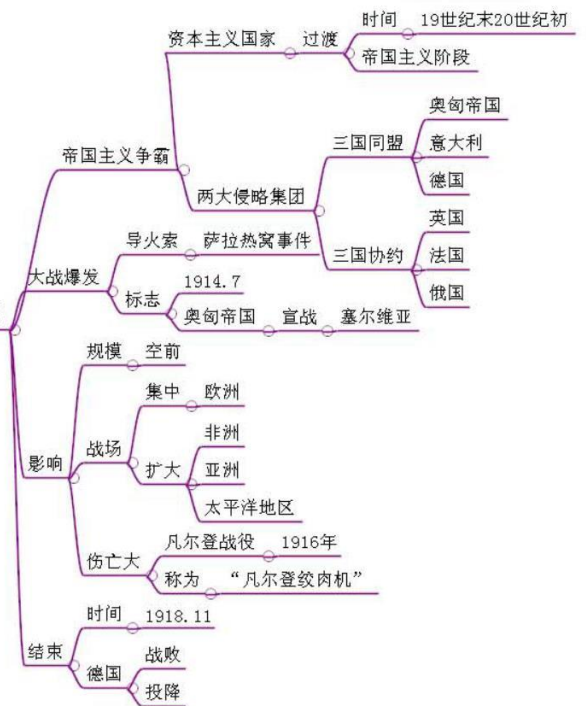 帝国主义争霸
资本主义国家 过渡
时间 19世纪末20世纪初
帝国主义阶段
两大侵略集团
三国同盟
奥匈帝国
意大利
德国
三国协约
英国
法国
俄国
大战爆发
导火索 萨拉热窝事件
标志
1914.7
奥匈帝国 宣战 塞尔维亚
影响
规模 空前
战场
集中 欧洲
扩大
非洲
亚洲
太平洋地区
伤亡大
凡尔登战役 1916年
称为 “凡尔登绞肉机”
结束
时间 1918.11
德国
战败
投降